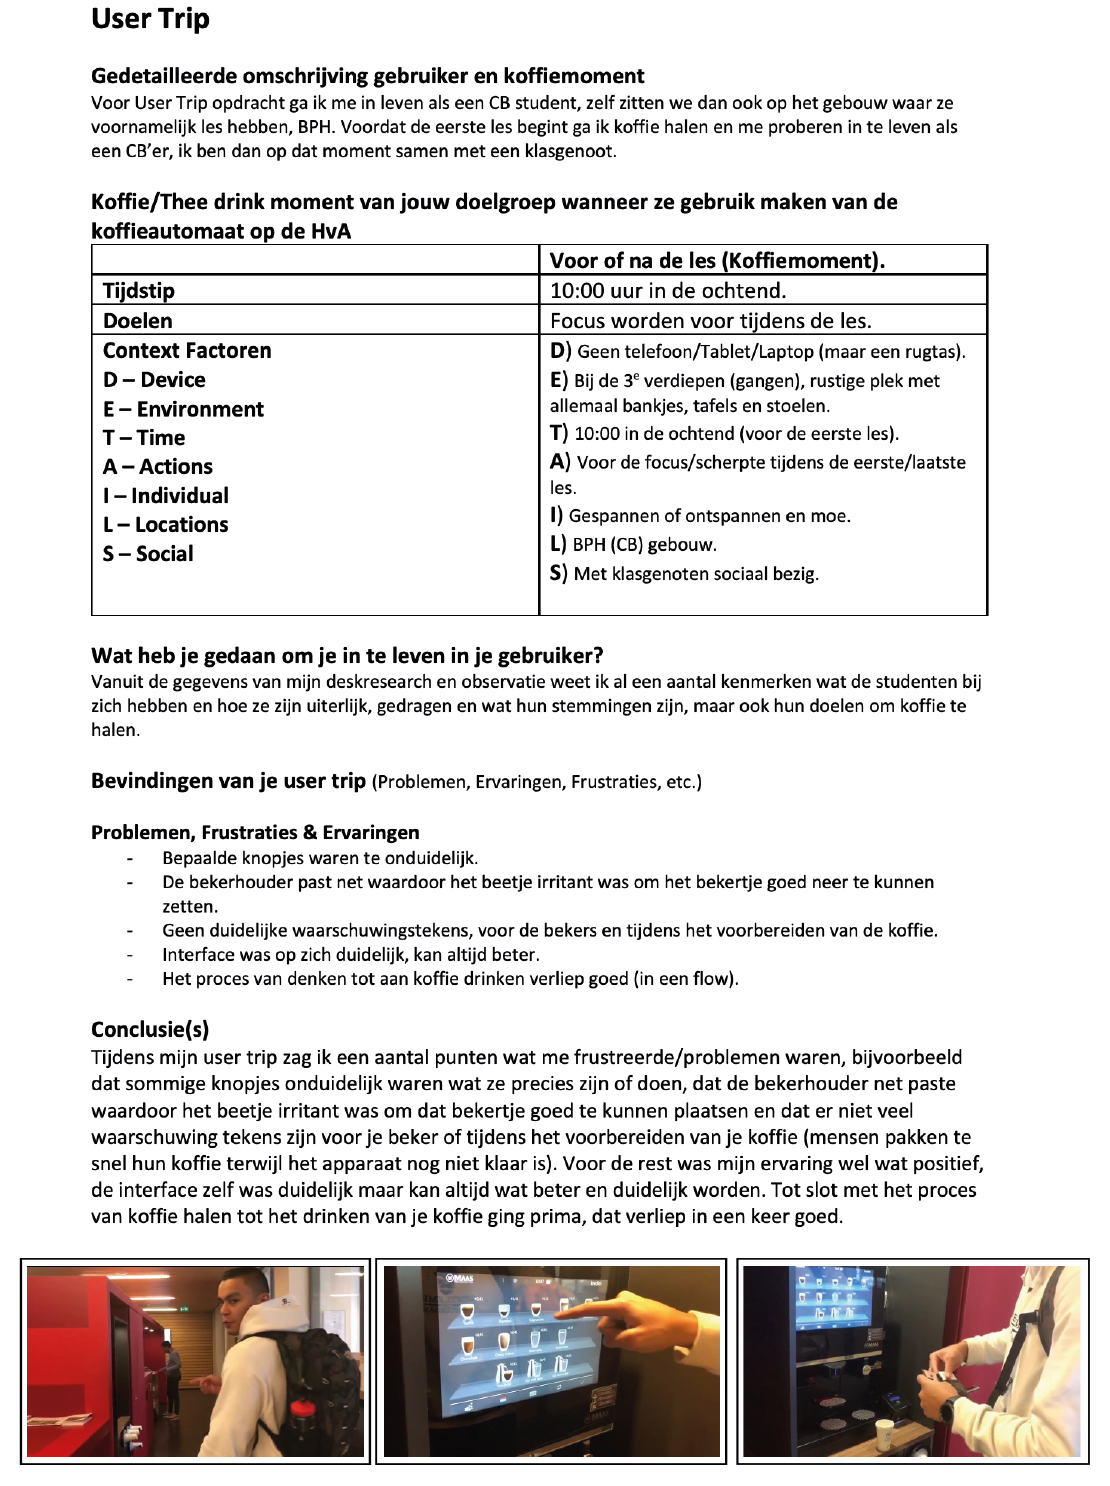 User Trip
Gedetailleerde omschrijving gebruiker en koffiemoment
Voor User Trip opdracht ga ik me in leven als een CB student, zelf zitten we dan ook op het gebouw waar ze
voornamelijk les hebben, BPH. Voordat de eerste les begint ga ik koffie halen en me proberen in te leven als
een CB'er, ik ben dan op dat moment samen met een klasgenoot.
Koffie/Thee drink moment van jouw doelgroep wanneer ze gebruik maken van de
koffieautomaat op de HvA
Voor of na de les (Koffiemoment).
Tijdstip
10:00 uur in de ochtend.
Doelen
Focus worden voor tijdens de les.
Context Factoren
D – Device
E – Environment
T – Time
A – Actions
I – Individual
L – Locations
S – Social
D) Geen telefoon/Tablet/Laptop (maar een rugtas).
E) Bij de 3e verdiepen (gangen), rustige plek met
allemaal bankjes, tafels en stoelen.
T) 10:00 in de ochtend (voor de eerste les).
A) Voor de focus/scherpte tijdens de eerste/laatste
les.
I) Gespannen of ontspannen en moe.
L) BPH (CB) gebouw.
S) Met klasgenoten sociaal bezig.
Wat heb je gedaan om je in te leven in je gebruiker?
Vanuit de gegevens van mijn deskresearch en observatie weet ik al een aantal kenmerken wat de studenten bij
zich hebben en hoe ze zijn uiterlijk, gedragen en wat hun stemmingen zijn, maar ook hun doelen om koffie te
halen.
Bevindingen van je user trip (Problemen, Ervaringen, Frustraties, etc.)
Problemen, Frustraties & Ervaringen
- Bepaalde knopjes waren te onduidelijk.
- De bekerhouder past net waardoor het beetje irritant was om het bekertje goed neer te kunnen
zetten.
- Geen duidelijke waarschuwingstekens, voor de bekers en tijdens het voorbereiden van de koffie.
- Interface was op zich duidelijk, kan altijd beter.
- Het proces van denken tot aan koffie drinken verliep goed (in een flow).
Conclusie(s)
Tijdens mijn user trip zag ik een aantal punten wat me frustreerde/problemen waren, bijvoorbeeld
dat sommige knopjes onduidelijk waren wat ze precies zijn of doen, dat de bekerhouder net paste
waardoor het beetje irritant was om dat bekertje goed te kunnen plaatsen en dat er niet veel
waarschuwing tekens zijn voor je beker of tijdens het voorbereiden van je koffie (mensen pakken te
snel hun koffie terwijl het apparaat nog niet klaar is). Voor de rest was mijn ervaring wel wat positief,
de interface zelf was duidelijk maar kan altijd wat beter en duidelijk worden. Tot slot met het proces
van koffie halen tot het drinken van je koffie ging prima, dat verliep in een keer goed.
MAAS